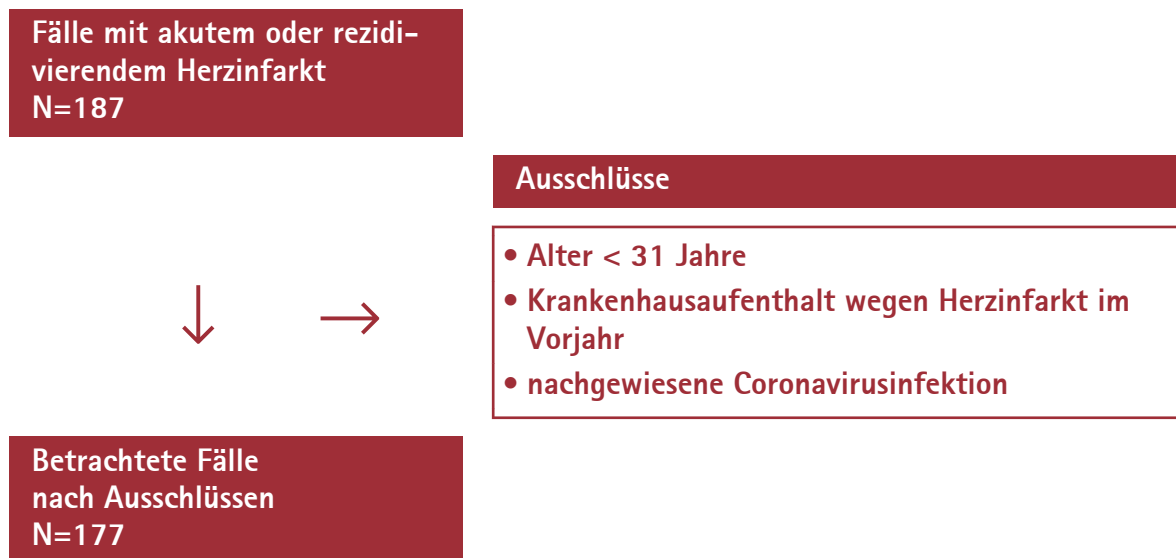 Fälle mit akutem oder rezidi-
vierendem Herzinfarkt
N=187
Ausschlüsse
• Alter < 31 Jahre
• Krankenhausaufenthalt wegen Herzinfarkt im
Vorjahr
• nachgewiesene Coronavirusinfektion
Betrachtete Fälle
nach Ausschlüssen
N=177